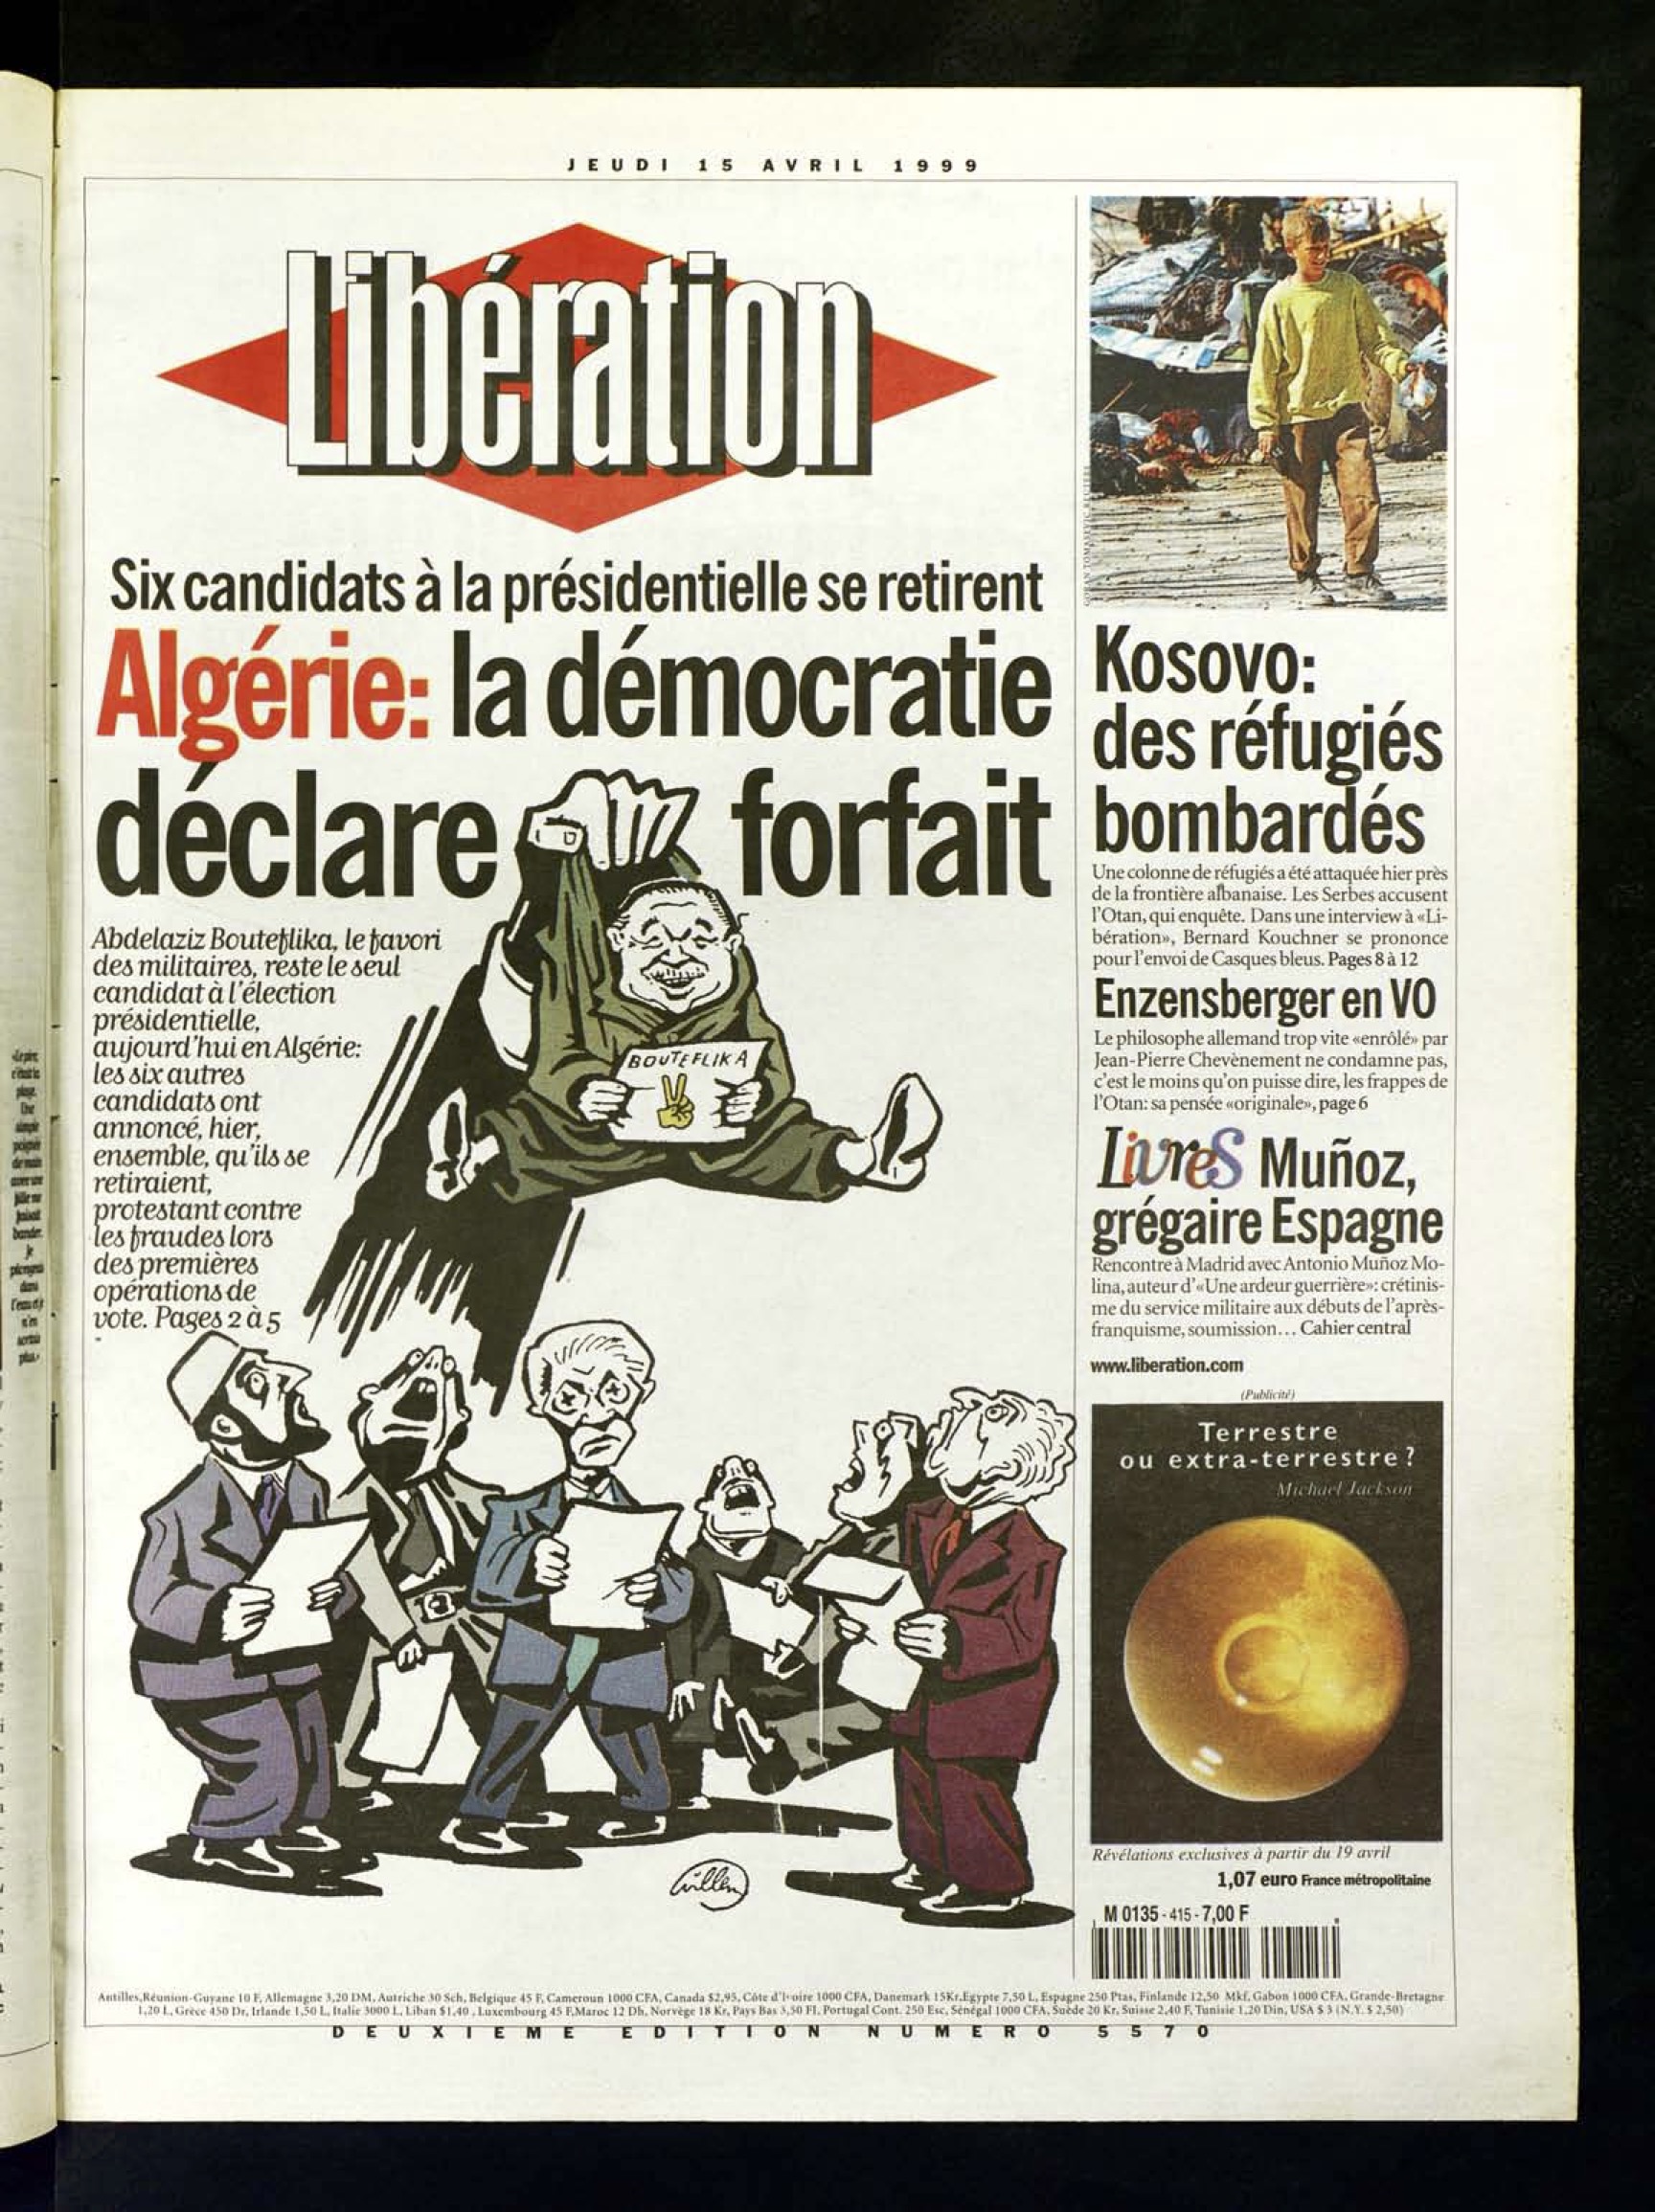 JEUDI 15 AVRIL 1999
Libération
Six candidats à la présidentielle se retirent
Algérie: la démocratie
déclare forfait
Abdelaziz Bouteflika, le favori
des militaires, reste le seul
candidat à l'élection
présidentielle,
aujourd'hui en Algérie:
les six autres
candidats ont
annoncé, hier,
ensemble, qu'ils se
retiraient,
protestant contre
les fraudes lors
des premières
opérations de
vote. Pages 2 à 5
BOUTEFLIKA
Willem
Kosovo:
des réfugiés
bombardés
Une colonne de réfugiés a été attaquée hier près
de la frontière albanaise. Les Serbes accusent
l'Otan, qui enquête. Dans une interview à «Li-
bération», Bernard Kouchner se prononce
pour l'envoi de Casques bleus. Pages 8 à 12
Enzensberger en VO
Le philosophe allemand trop vite «enrôlé» par
Jean-Pierre Chevènement ne condamne pas,
c'est le moins qu'on puisse dire, les frappes de
l'Otan: sa pensée «originale», page 6
Livres Muñoz,
grégaire Espagne
Rencontre à Madrid avec Antonio Muñoz Mo-
lina, auteur d'«Une ardeur guerrière»: crétinis-
me du service militaire aux débuts de l'après-
franquisme, soumission... Cahier central
www.liberation.com
(Publicité)
Terrestre
ou extra-terrestre ?
Michael Jackson
Révélations exclusives à partir du 19 avril
1,07 euro France métropolitaine
M 0135 - 415 - 7,00 F
Antilles, Réunion-Guyane 10 F, Allemagne 3,20 DM, Autriche 30 Sch, Belgique 45 F, Cameroun 1000 CFA, Canada $2,95, Côte d'Ivoire 1000 CFA, Danemark 15Kr, Egypte 7,50 L, Espagne 250 Ptas, Finlande 12,50 Mkf, Gabon 1000 CFA, Grande-Bretagne
1,20 L, Grèce 450 Dr, Irlande 1,50 L, Italie 3000 L, Liban $1,40, Luxembourg 45 F, Maroc 12 Dh, Norvège 18 Kr, Pays Bas 3,50 Fl, Portugal Cont. 250 Esc, Sénégal 1000 CFA, Suède 20 Kr, Suisse 2,40 F, Tunisie 1,20 Din, USA $ 3 (N.Y. $ 2,50)
DEUXIEME EDITION NUMERO 5570